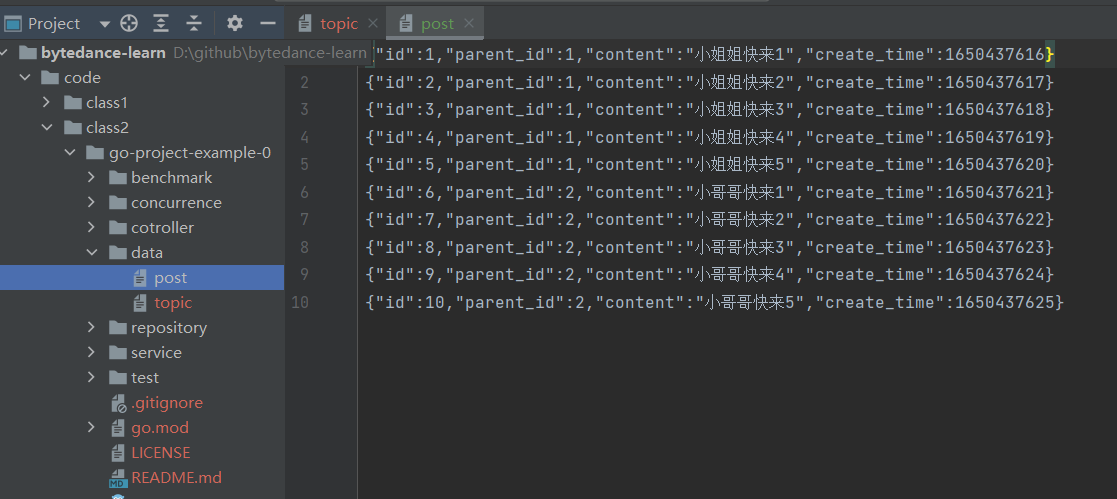 Project
topic
post
bytedance-learn D:\github\bytedance-learn
code
class1
class2
go-project-example-0
benchmark
concurrence
cotroller
data
post
topic
repository
service
test
.gitignore
go.mod
LICENSE
MD README.md
{"id":1,"parent_id":1,"content":"小姐姐快来1","create_time":1650437616}
2 {"id":2,"parent_id":1,"content":"小姐姐快来2","create_time":1650437617}
3 {"id":3,"parent_id":1,"content":"小姐姐快来3","create_time":1650437618}
4 {"id":4,"parent_id":1,"content":"小姐姐快来4","create_time":1650437619}
5 {"id":5,"parent_id":1,"content":"小姐姐快来5","create_time":1650437620}
6 {"id":6,"parent_id":2,"content":"小哥哥快来1","create_time":1650437621}
7 {"id":7,"parent_id":2,"content":"小哥哥快来2","create_time":1650437622}
8 {"id":8,"parent_id":2,"content":"小哥哥快来3","create_time":1650437623}
9 {"id":9,"parent_id":2,"content":"小哥哥快来4","create_time":1650437624}
10 {"id":10,"parent_id":2,"content":"小哥哥快来5","create_time":1650437625}